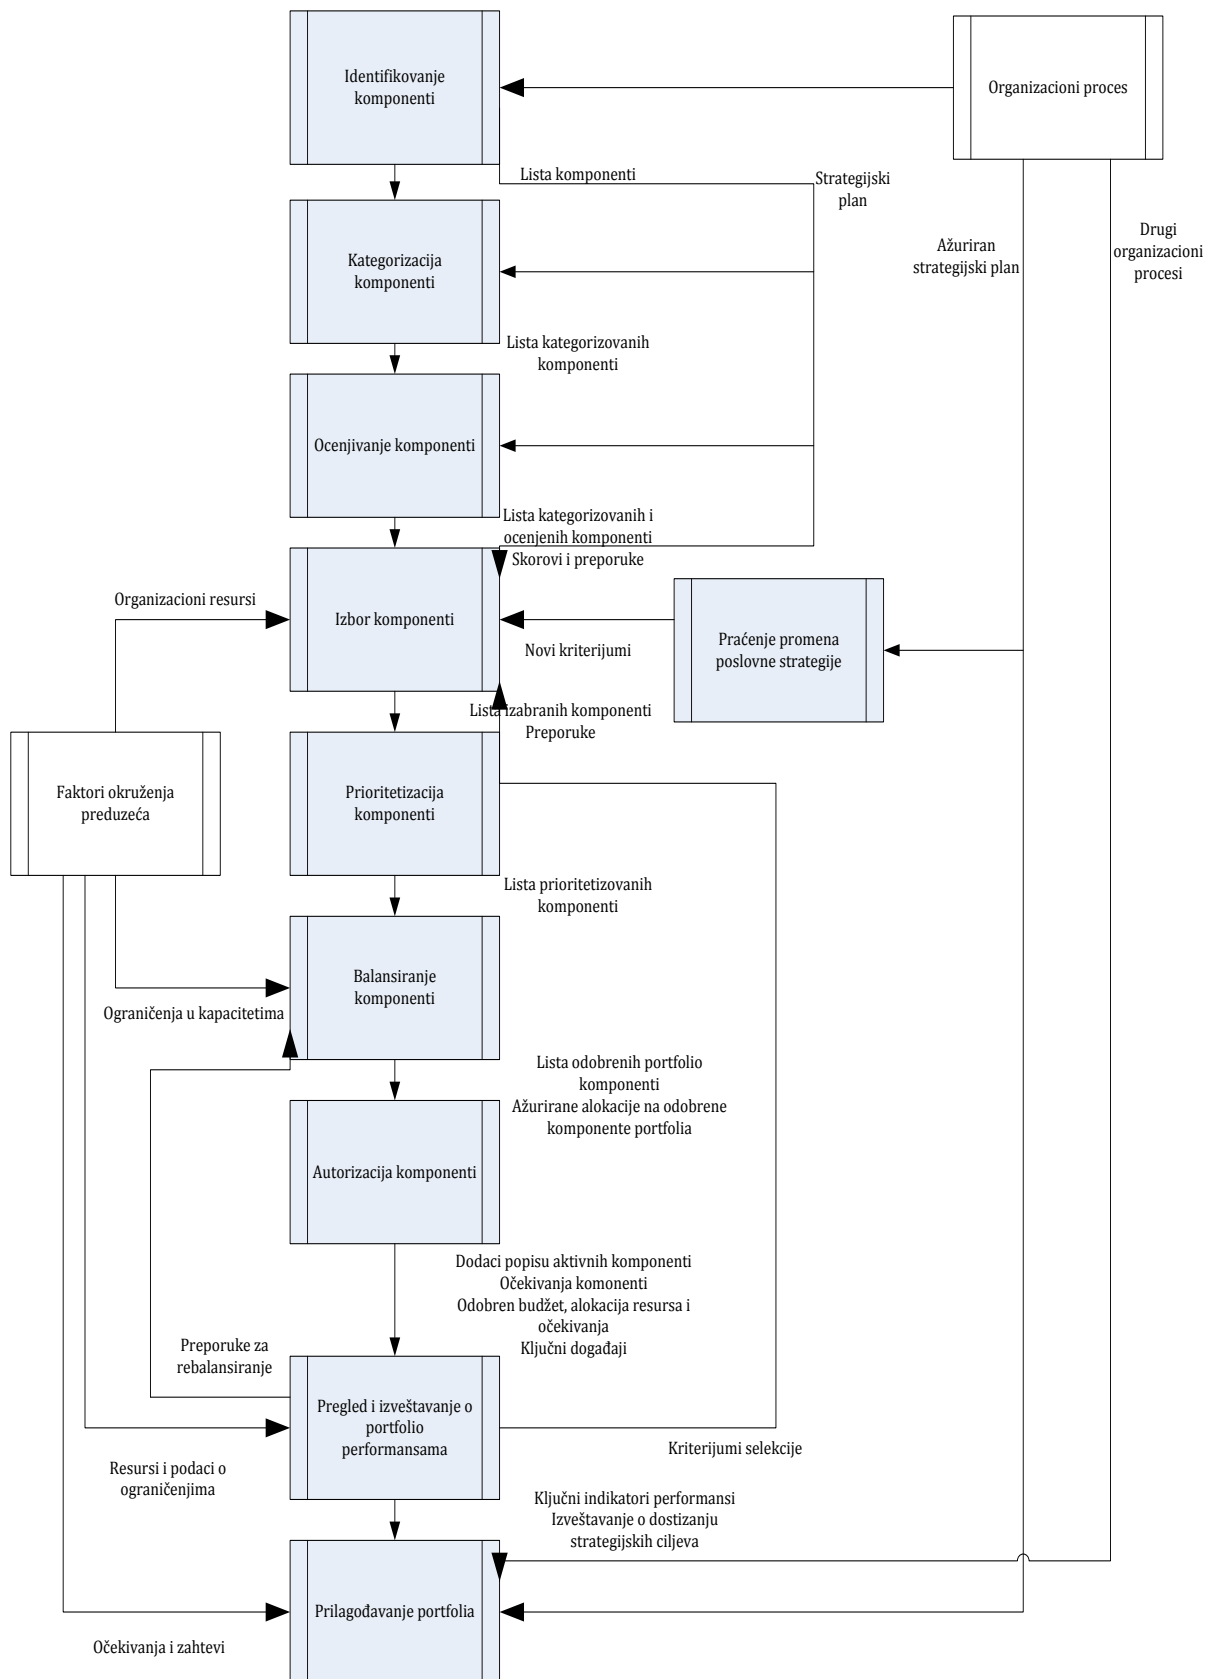 Identifikovanje
komponenti
Organizacioni proces
Lista komponenti
Strategijski
plan
Kategorizacija
komponenti
Ažuriran
strategijski plan
Drugi
organizacioni
procesi
Lista kategorizovanih
komponenti
Ocenjivanje komponenti
Lista kategorizovanih i
ocenjenih komponenti
Skorovi i preporuke
Organizacioni resursi
Izbor komponenti
Novi kriterijumi
Praćenje promena
poslovne strategije
Lista izabranih komponenti
Preporuke
Faktori okruženja
preduzeća
Prioritetizacija
komponenti
Lista prioritetizovanih
komponenti
Balansiranje
komponenti
Ograničenja u kapacitetima
Lista odobrenih portfolio
komponenti
Ažurirane alokacije na odobrene
komponente portfolia
Autorizacija komponenti
Dodaci popisu aktivnih komponenti
Očekivanja komonenti
Odobren budžet, alokacija resursa i
očekivanja
Ključni događaji
Preporuke za
rebalansiranje
Pregled i izveštavanje o
portfolio
performansama
Kriterijumi selekcije
Resursi i podaci o
ograničenjima
Ključni indikatori performansi
Izveštavanje o dostizanju
strategijskih ciljeva
Prilagođavanje portfolia
Očekivanja i zahtevi